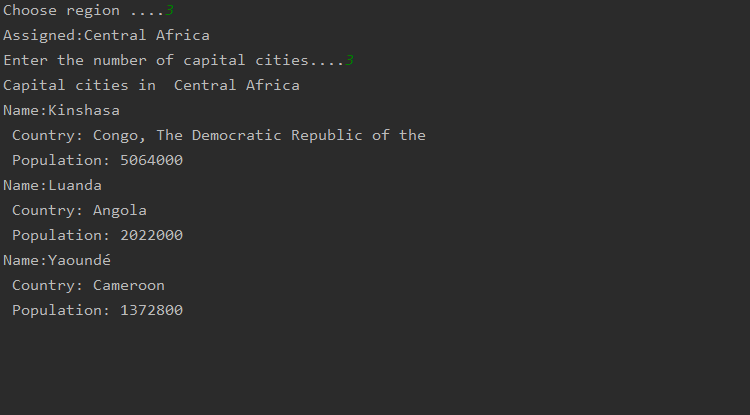 Choose region ....3
Assigned:Central Africa
Enter the number of capital cities....3
Capital cities in  Central Africa
Name:Kinshasa
 Country: Congo, The Democratic Republic of the
 Population: 5064000
Name:Luanda
 Country: Angola
 Population: 2022000
Name:Yaoundé
 Country: Cameroon
 Population: 1372800